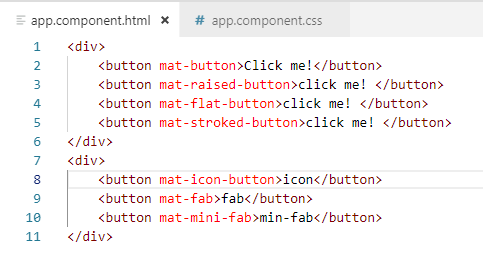 app.component.html × # app.component.css
1 <div>
2     <button mat-button>Click me!</button>
3     <button mat-raised-button>click me! </button>
4     <button mat-flat-button>click me! </button>
5     <button mat-stroked-button>click me! </button>
6 </div>
7 <div>
8     <button mat-icon-button>icon</button>
9     <button mat-fab>fab</button>
10     <button mat-mini-fab>min-fab</button>
11 </div>